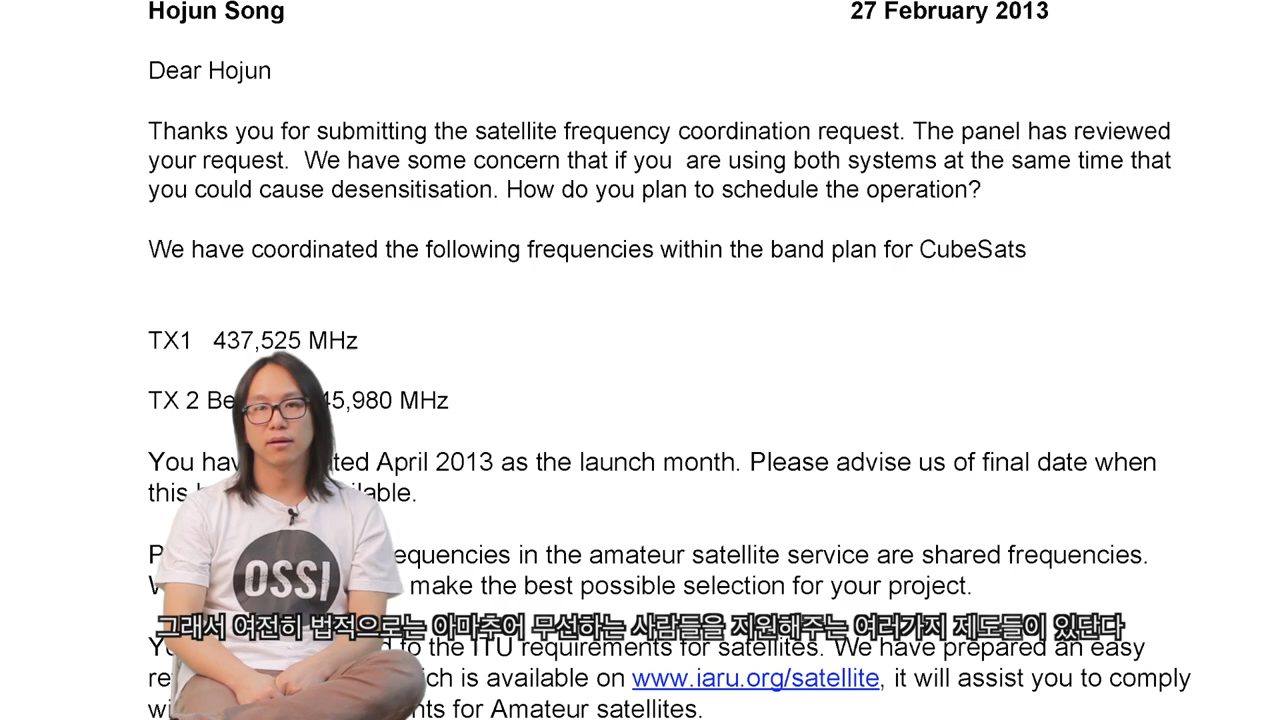 Hojun Song 27 February 2013
Dear Hojun
Thanks you for submitting the satellite frequency coordination request. The panel has reviewed
your request. We have some concern that if you are using both systems at the same time that
you could cause desensitisation. How do you plan to schedule the operation?
We have coordinated the following frequencies within the band plan for CubeSats
TX1 437,525 MHz
TX 2 45,980 MHz
You April 2013 as the launch month. Please advise us of final date when
this
equencies in the amateur satellite service are shared frequencies.
make the best possible selection for your project.
OSSI
그래서 여전히 법적으로는 아마추어 무선하는 사람들을 지원해주는 여러가지 제도들이 있단다
to the ITU requirements for satellites. We have prepared an easy
is available on www.iaru.org/satellite, it will assist you to comply
for Amateur satellites.